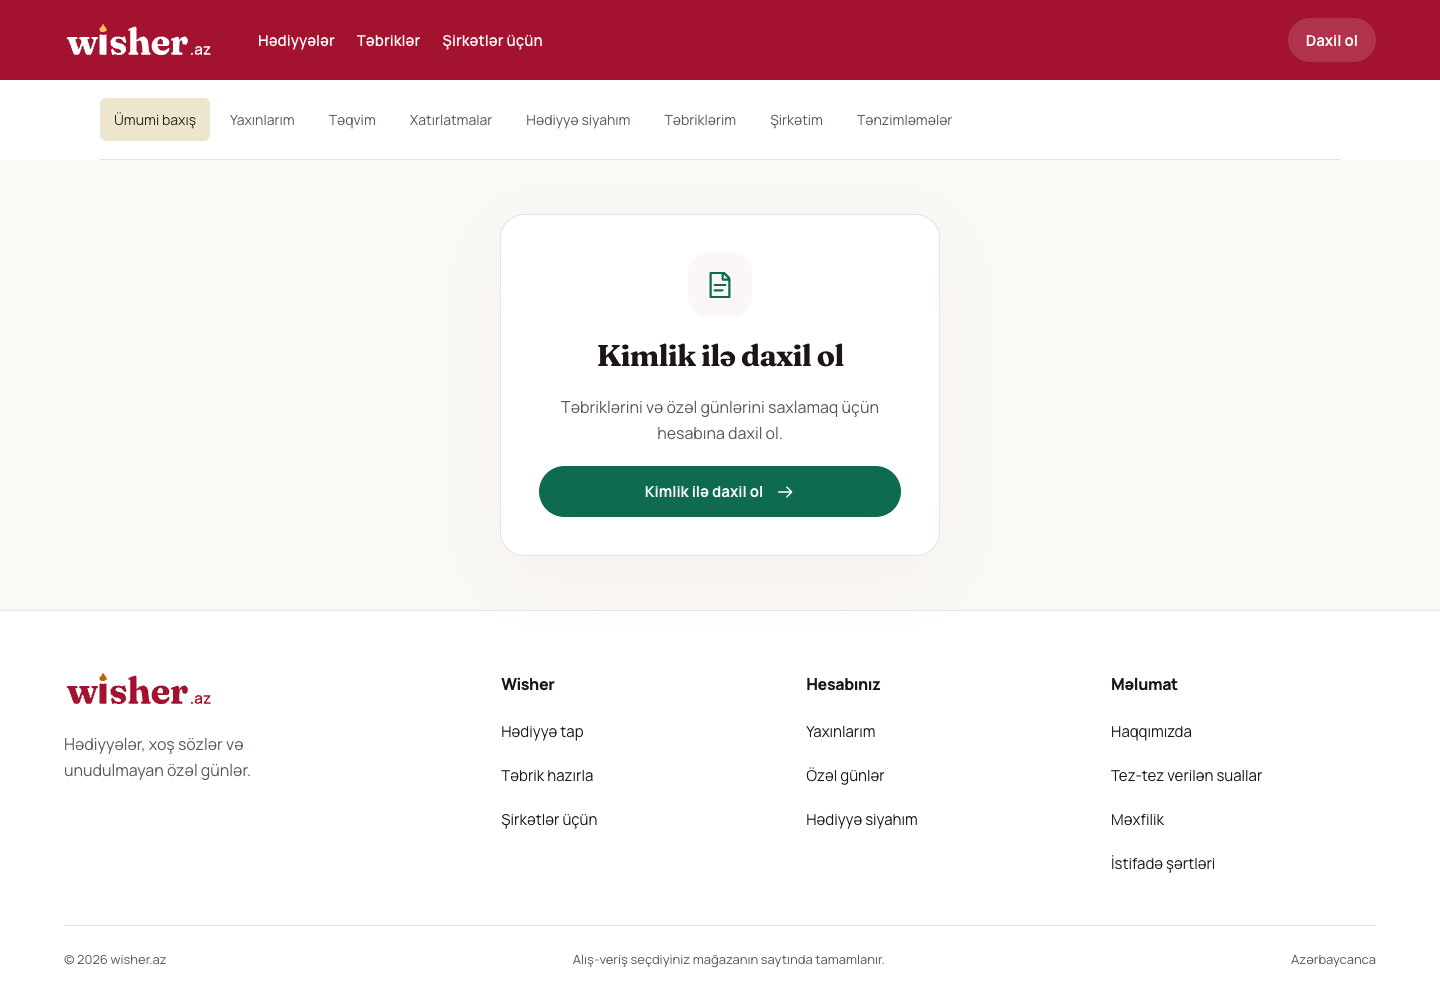 wisher.az
Hədiyyələr
Təbriklər
Şirkətlər üçün
Daxil ol
Ümumi baxış
Yaxınlarım
Təqvim
Xatırlatmalar
Hədiyyə siyahım
Təbriklərim
Şirkətim
Tənzimləmələr
Kimlik ilə daxil ol
Təbriklərini və özəl günlərini saxlamaq üçün
hesabına daxil ol.
Kimlik ilə daxil ol
wisher.az
Hədiyyələr, xoş sözlər və
unudulmayan özəl günlər.
Wisher
Hədiyyə tap
Təbrik hazırla
Şirkətlər üçün
Hesabınız
Yaxınlarım
Özəl günlər
Hədiyyə siyahım
Məlumat
Haqqımızda
Tez-tez verilən suallar
Məxfilik
İstifadə şərtləri
© 2026 wisher.az
Alış-veriş seçdiyiniz mağazanın saytında tamamlanır.
Azərbaycanca